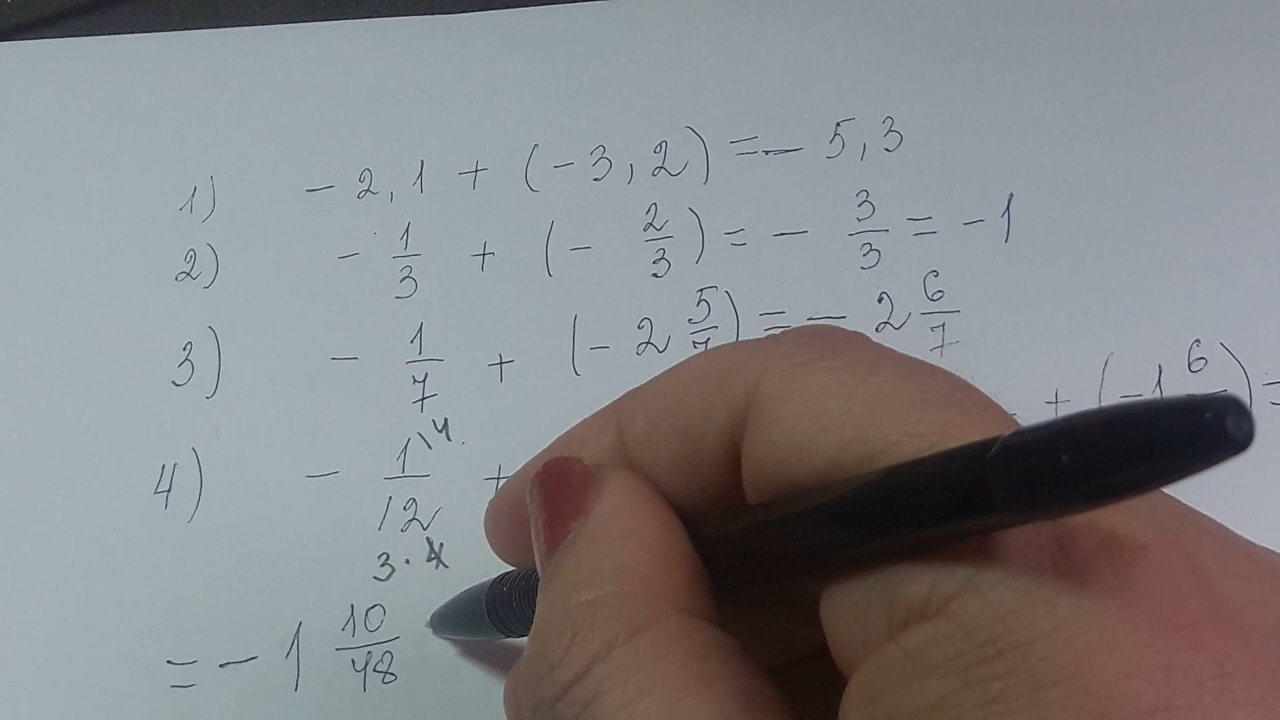 1) - 2,1 + (-3,2) = - 5,3
2) - 1/3 + (- 2/3) = - 3/3 = -1
3) - 1/7 + (- 2 5/7) = - 2 6/7
4) - 1\4/12 + + (-1 6) =
3·4
= - 1 10/48